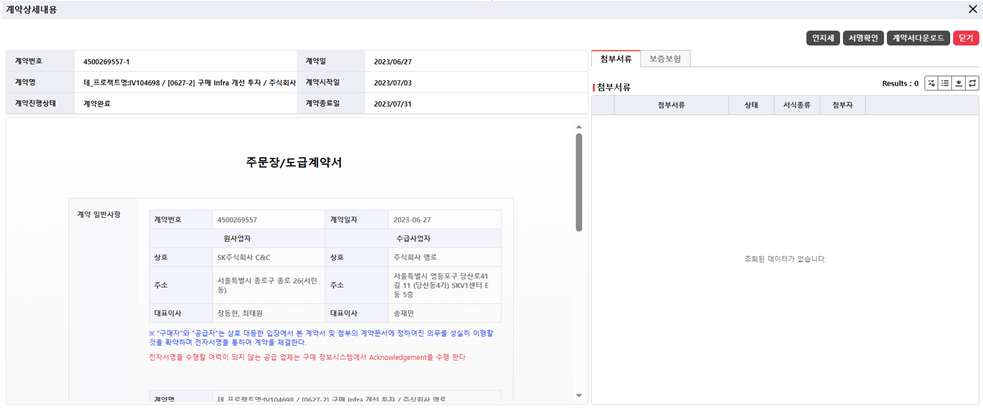 계약상세내용
인지세 서명확인 계약서다운로드 닫기
계약번호 4500269557-1 계약일 2023/06/27
계약명 테_프로젝트명:IV104698 / [0627-2] 구매 Infra 개선 투자 / 주식회사 계약시작일 2023/07/03
계약진행상태 계약완료 계약종료일 2023/07/31
첨부서류 보증보험
첨부서류 Results : 0
첨부서류 상태 서식종류 첨부자
조회된 데이터가 없습니다.
주문장/도급계약서
계약 일반사항
계약번호 4500269557 계약일자 2023-06-27
원사업자 수급사업자
상호 SK주식회사 C&C 상호 주식회사 엠로
주소 서울특별시 종로구 종로 26(서린
동) 주소 서울특별시 영등포구 당산로41
길 11 (당산동4가) SKV1센터 E
동 5층
대표이사 장동현, 최태원 대표이사 송재민
※ "구매자"와 "공급자"는 상호 대등한 입장에서 본 계약서 및 첨부의 계약문서에 정하여진 의무를 성실히 이행할
것을 확약하며 전자서명을 통하여 계약을 체결한다.
전자서명을 수행할 여력이 되지 않는 공급 업체는 구매 정보시스템에서 Acknowledgement을 수행 한다
계약명 테_프로젝트명:IV104698 / [0627-2] 구매 Infra 개선 투자 / 주식회사 엠로